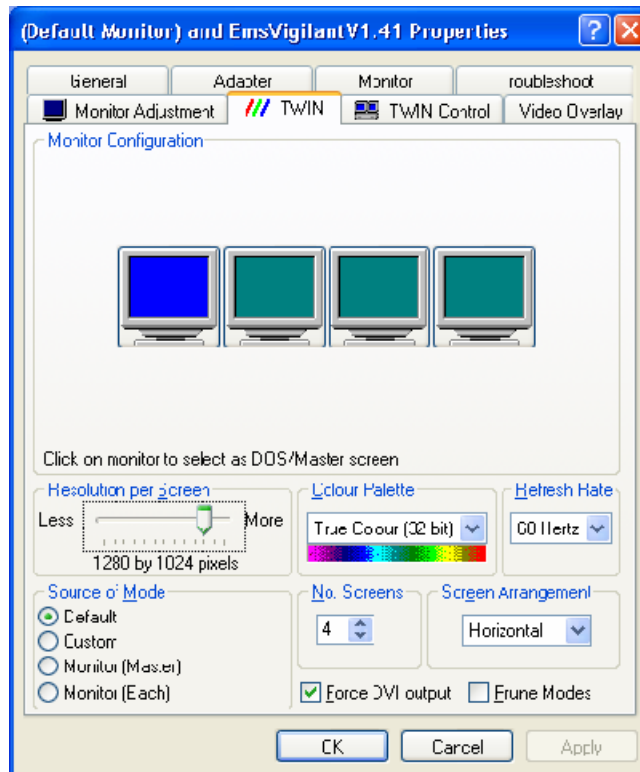 (Default Monitor) and EmsVigilantV1.41 Properties
General Adapter Monitor Troubleshoot
Monitor Adjustment TWIN TWIN Control Video Overlay
Monitor Configuration
Click on monitor to select as DOS/Master screen
Resolution per Screen Colour Palette Refresh Rate
Less More True Colour (32 bit) 60 Hertz
1280 by 1024 pixels
Source of Mode No. Screens Screen Arrangement
Default
Custom 4 Horizontal
Monitor (Master)
Monitor (Each) Force DVI output Prune Modes
OK Cancel Apply